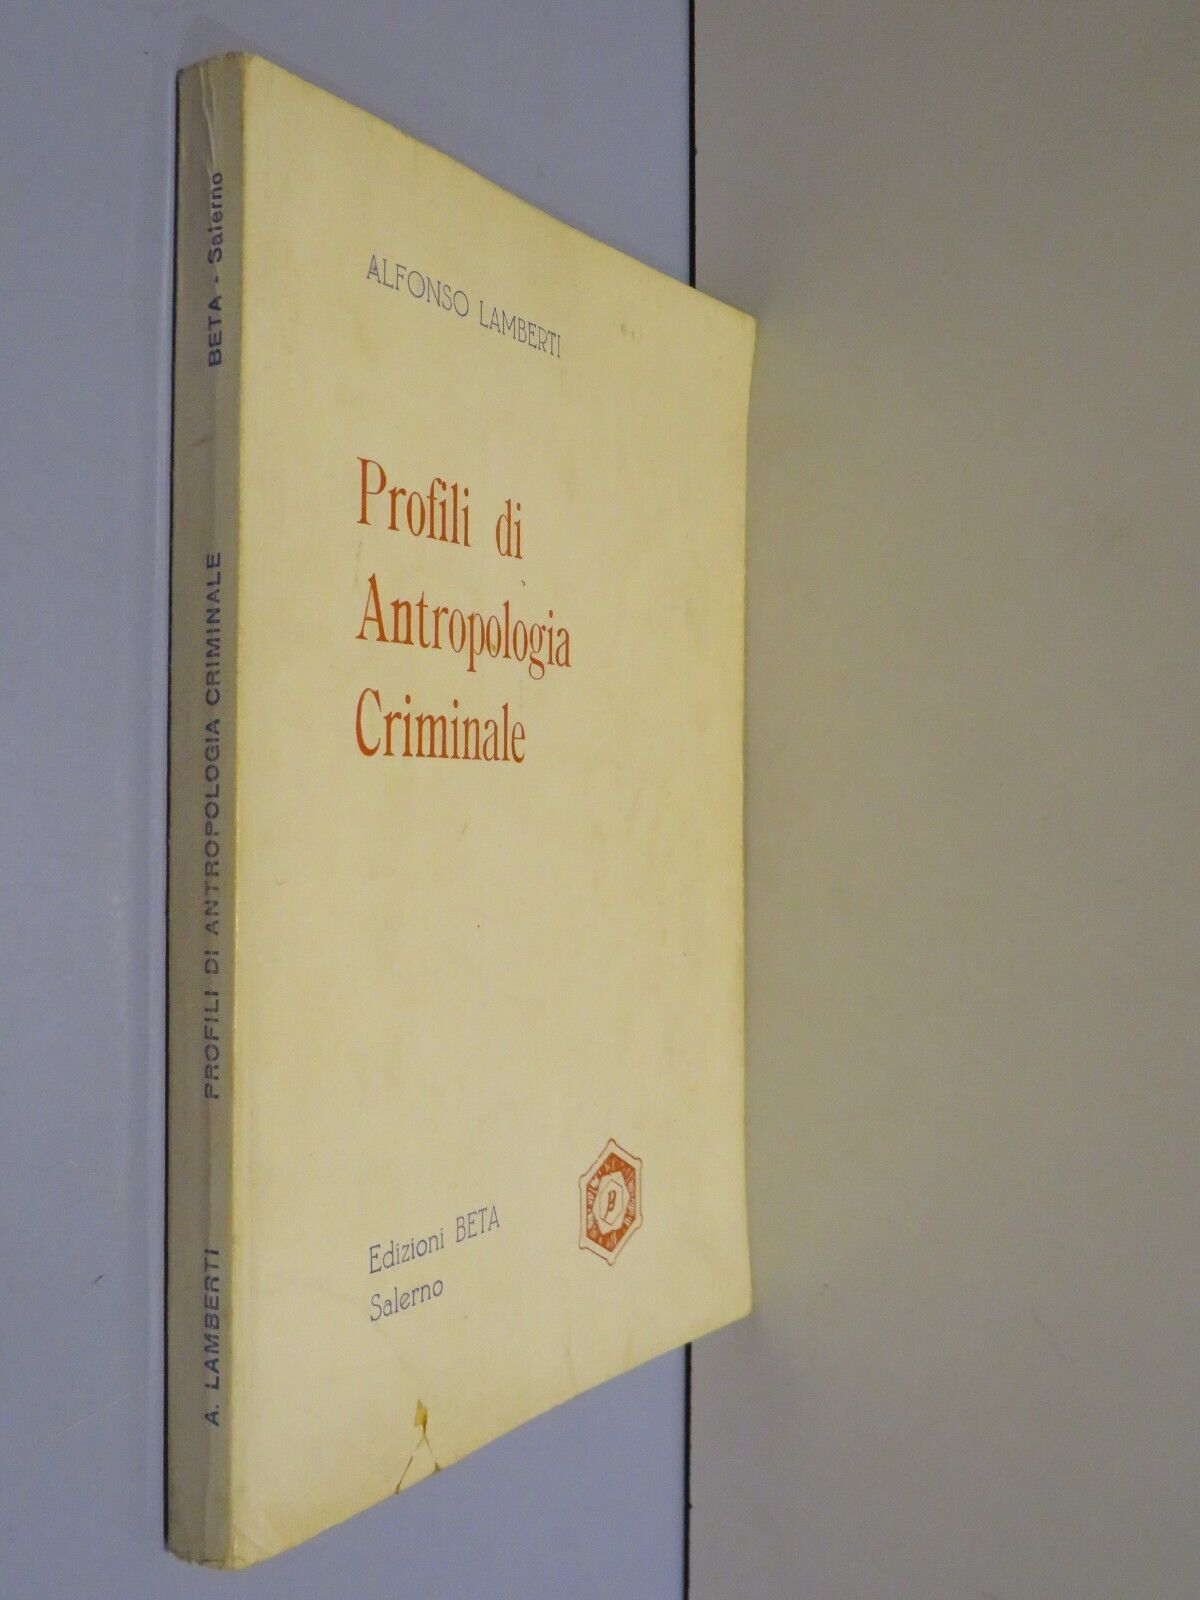 ALFONSO LAMBERTI
Profili di
Antropologia
Criminale
Edizioni BETA
Salerno
B
A. LAMBERTI PROFILI DI ANTROPOLOGIA CRIMINALE BETA - Salerno